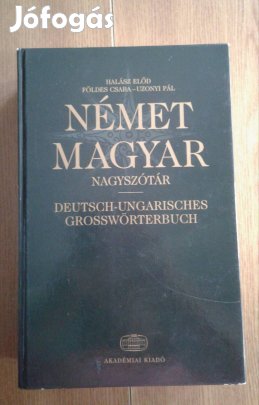 Jófogás
HALÁSZ ELŐD
FÖLDES CSABA–UZONYI PÁL
NÉMET
MAGYAR
NAGYSZÓTÁR
DEUTSCH-UNGARISCHES
GROSSWÖRTERBUCH
AKADÉMIAI KIADÓ